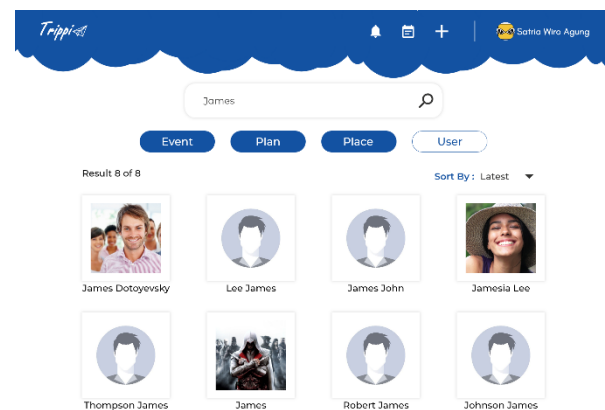 Trippi
Satria Wiro Agung
James
Event Plan Place User
Result 8 of 8
Sort By : Latest
James Dotoyevsky Lee James James John Jamesia Lee
Thompson James James Robert James Johnson James